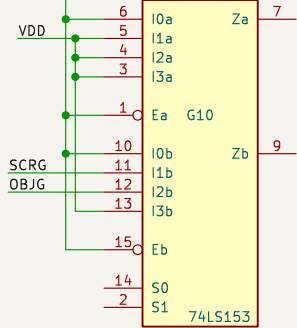 6 I0a Za 7
VDD 5 I1a
4 I2a
3 I3a
1 Ea G10
10 I0b Zb 9
SCRG 11 I1b
OBJG 12 I2b
13 I3b
15 Eb
14 S0
2 S1
74LS153